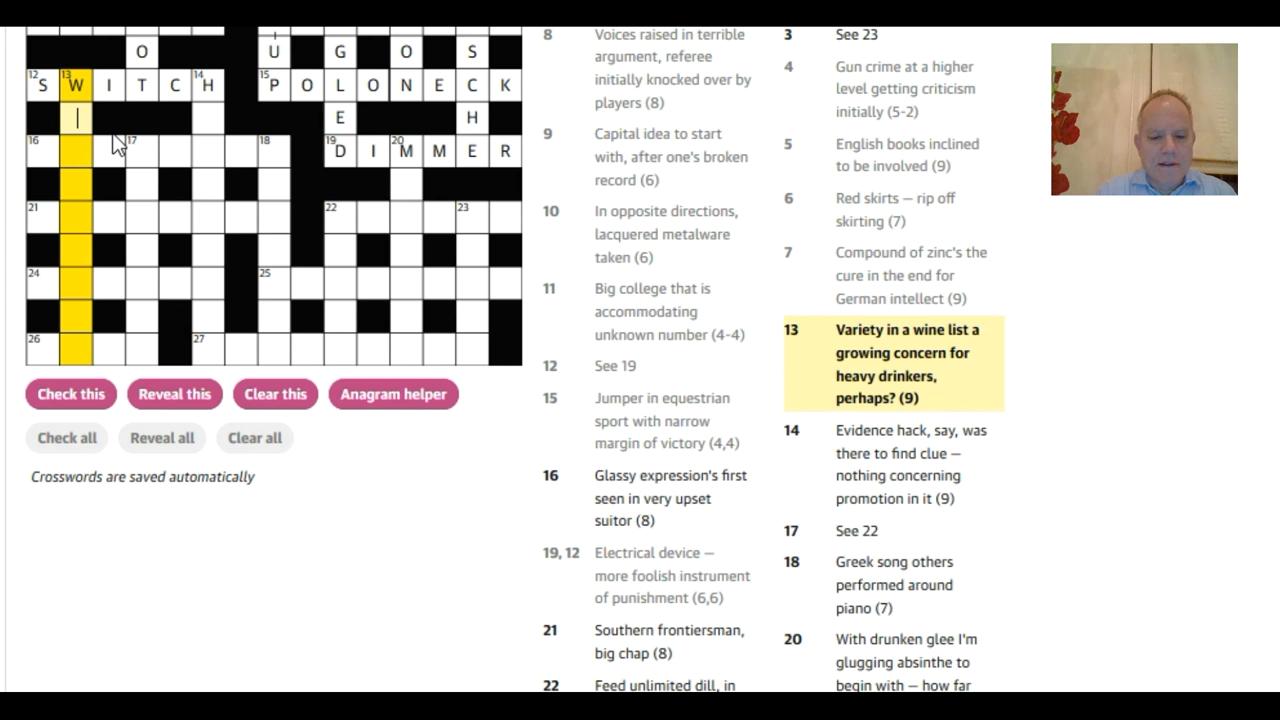 O U G O S
12 13 14 15
S W I T C H P O L O N E C K
E H
16 17 18 19 20
D I M M E R
21 22 23
24 25
26 27
Check this Reveal this Clear this Anagram helper
Check all Reveal all Clear all
Crosswords are saved automatically
8 Voices raised in terrible
argument, referee
initially knocked over by
players (8)
9 Capital idea to start
with, after one's broken
record (6)
10 In opposite directions,
lacquered metalware
taken (6)
11 Big college that is
accommodating
unknown number (4-4)
12 See 19
15 Jumper in equestrian
sport with narrow
margin of victory (4,4)
16 Glassy expression's first
seen in very upset
suitor (8)
19, 12 Electrical device —
more foolish instrument
of punishment (6,6)
21 Southern frontiersman,
big chap (8)
22 Feed unlimited dill, in
3 See 23
4 Gun crime at a higher
level getting criticism
initially (5-2)
5 English books inclined
to be involved (9)
6 Red skirts — rip off
skirting (7)
7 Compound of zinc's the
cure in the end for
German intellect (9)
13 Variety in a wine list a
growing concern for
heavy drinkers,
perhaps? (9)
14 Evidence hack, say, was
there to find clue —
nothing concerning
promotion in it (9)
17 See 22
18 Greek song others
performed around
piano (7)
20 With drunken glee I'm
glugging absinthe to
begin with — how far